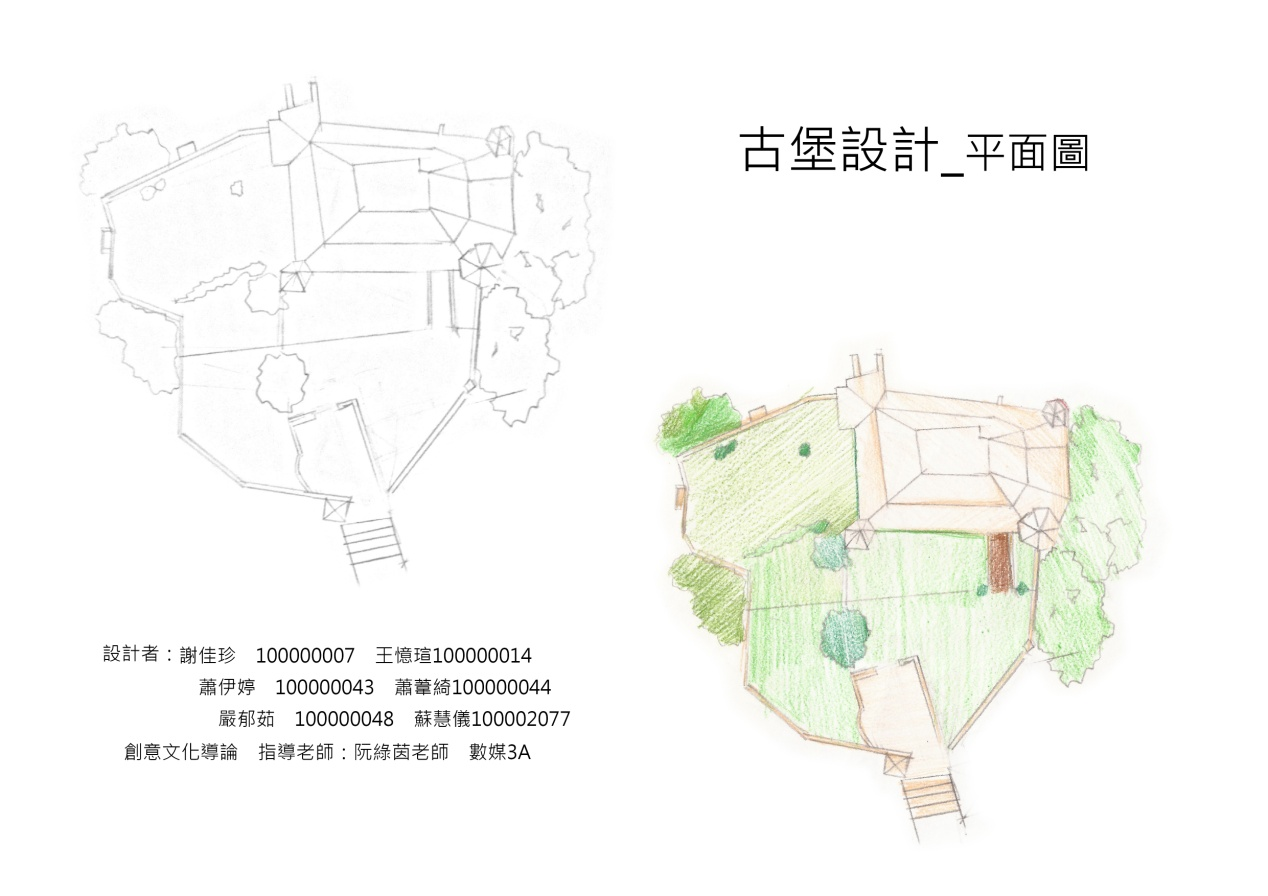 古堡設計_平面圖
設計者：謝佳珍 100000007 王憶瑄100000014
蕭伊婷 100000043 蕭葦綺100000044
嚴郁茹 100000048 蘇慧儀100002077
創意文化導論 指導老師：阮綠茵老師 數媒3A